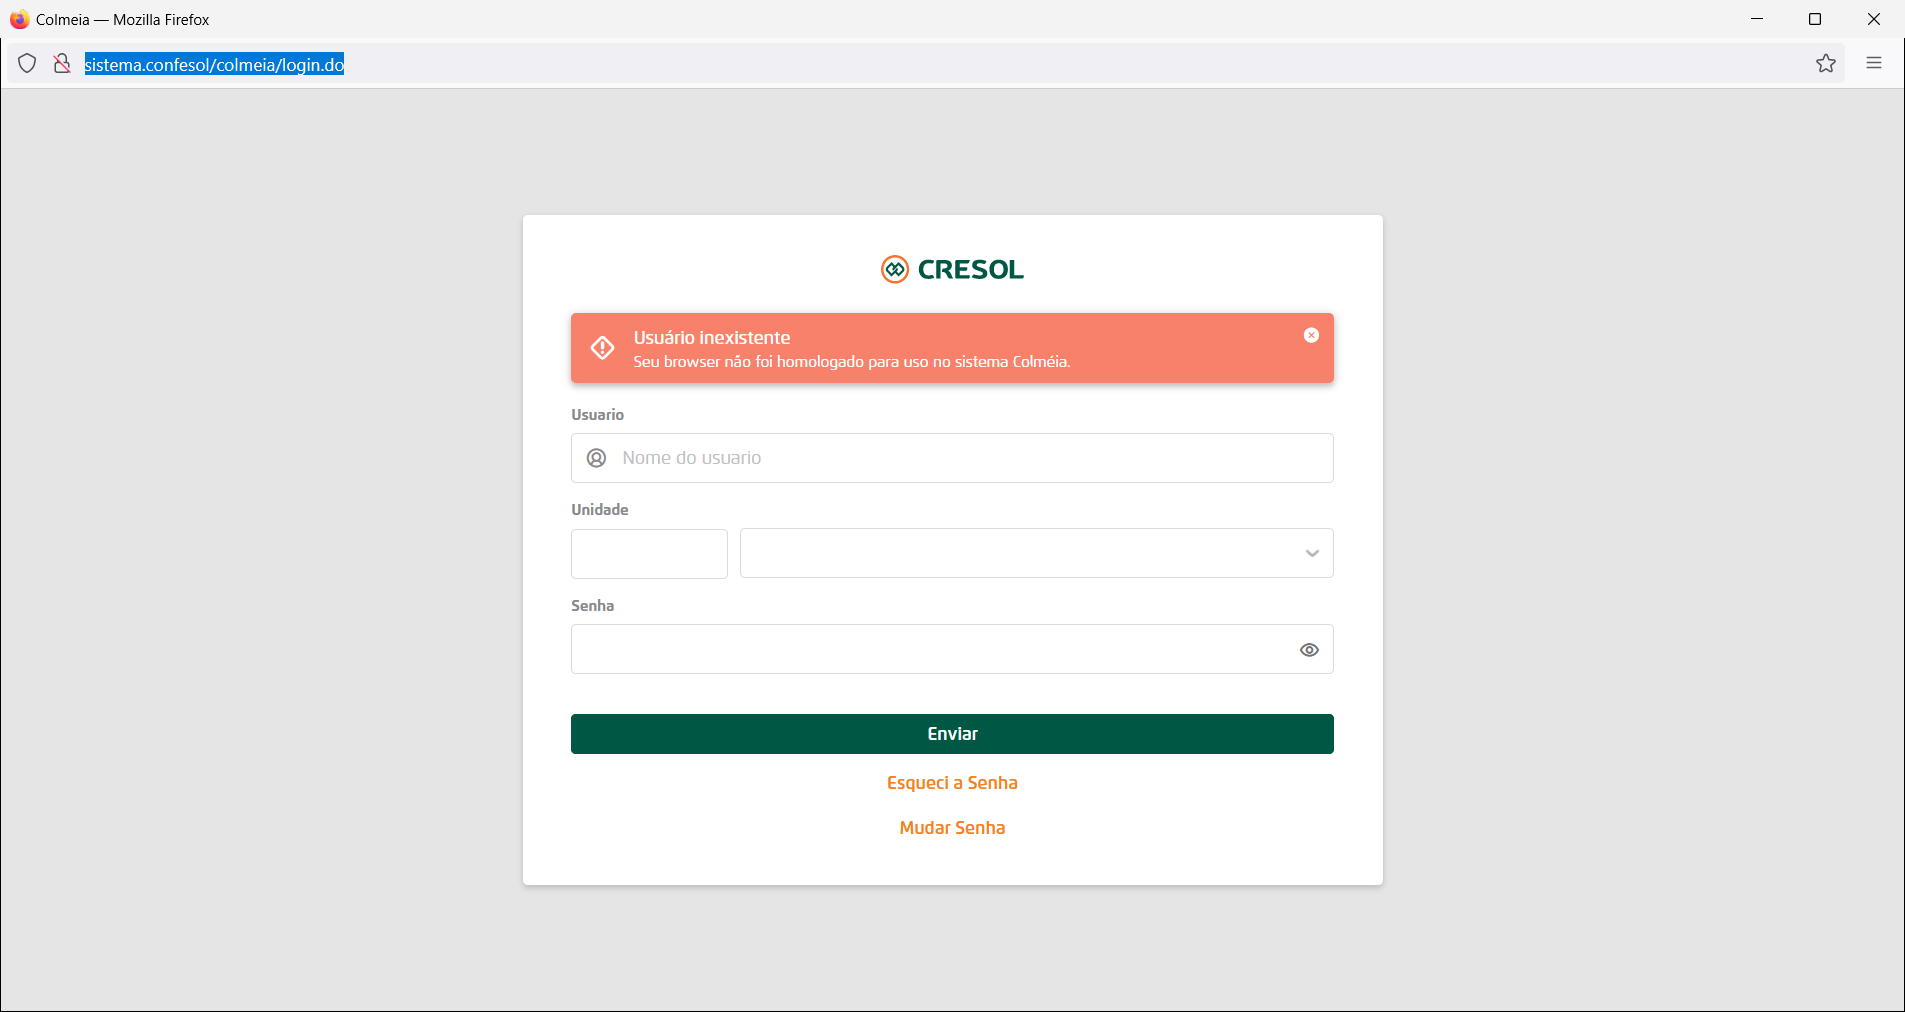 Colmeia — Mozilla Firefox
sistema.confesol/colmeia/login.do
CRESOL
Usuário inexistente
Seu browser não foi homologado para uso no sistema Colméia.
Usuario
Nome do usuario
Unidade
Senha
Enviar
Esqueci a Senha
Mudar Senha